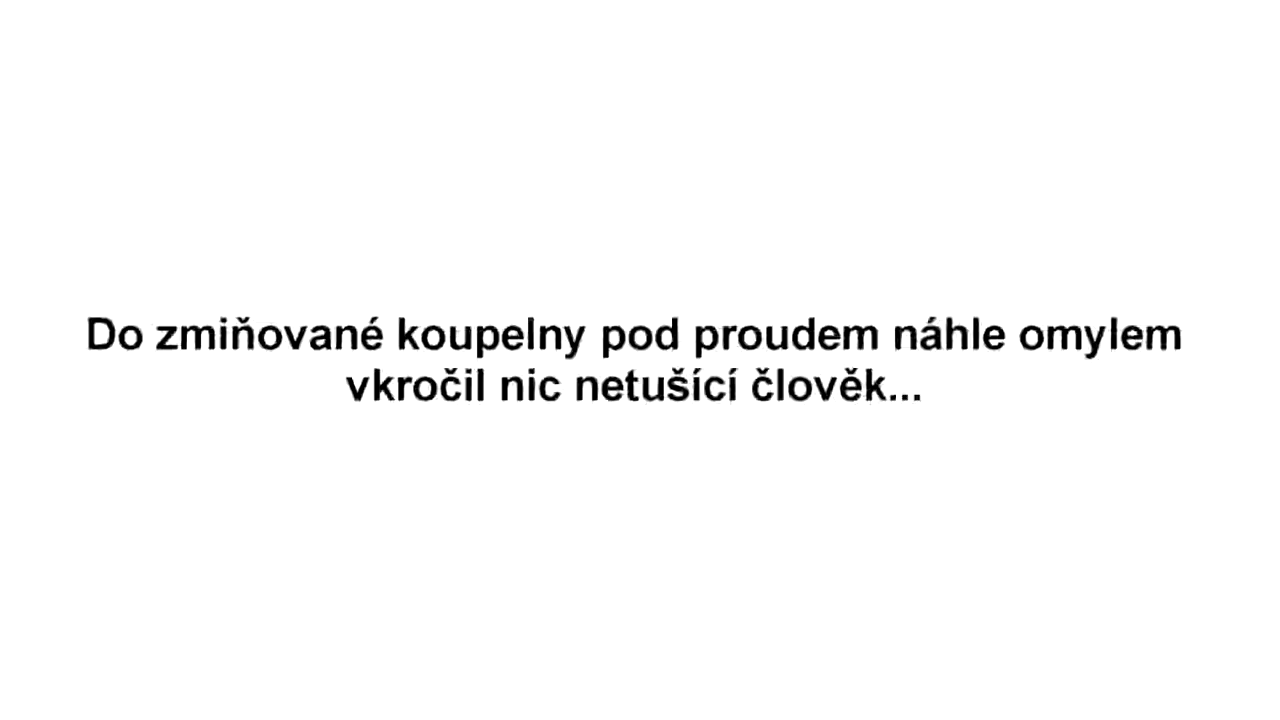 Do zmiňované koupelny pod proudem náhle omylem
vkročil nic netušící člověk...